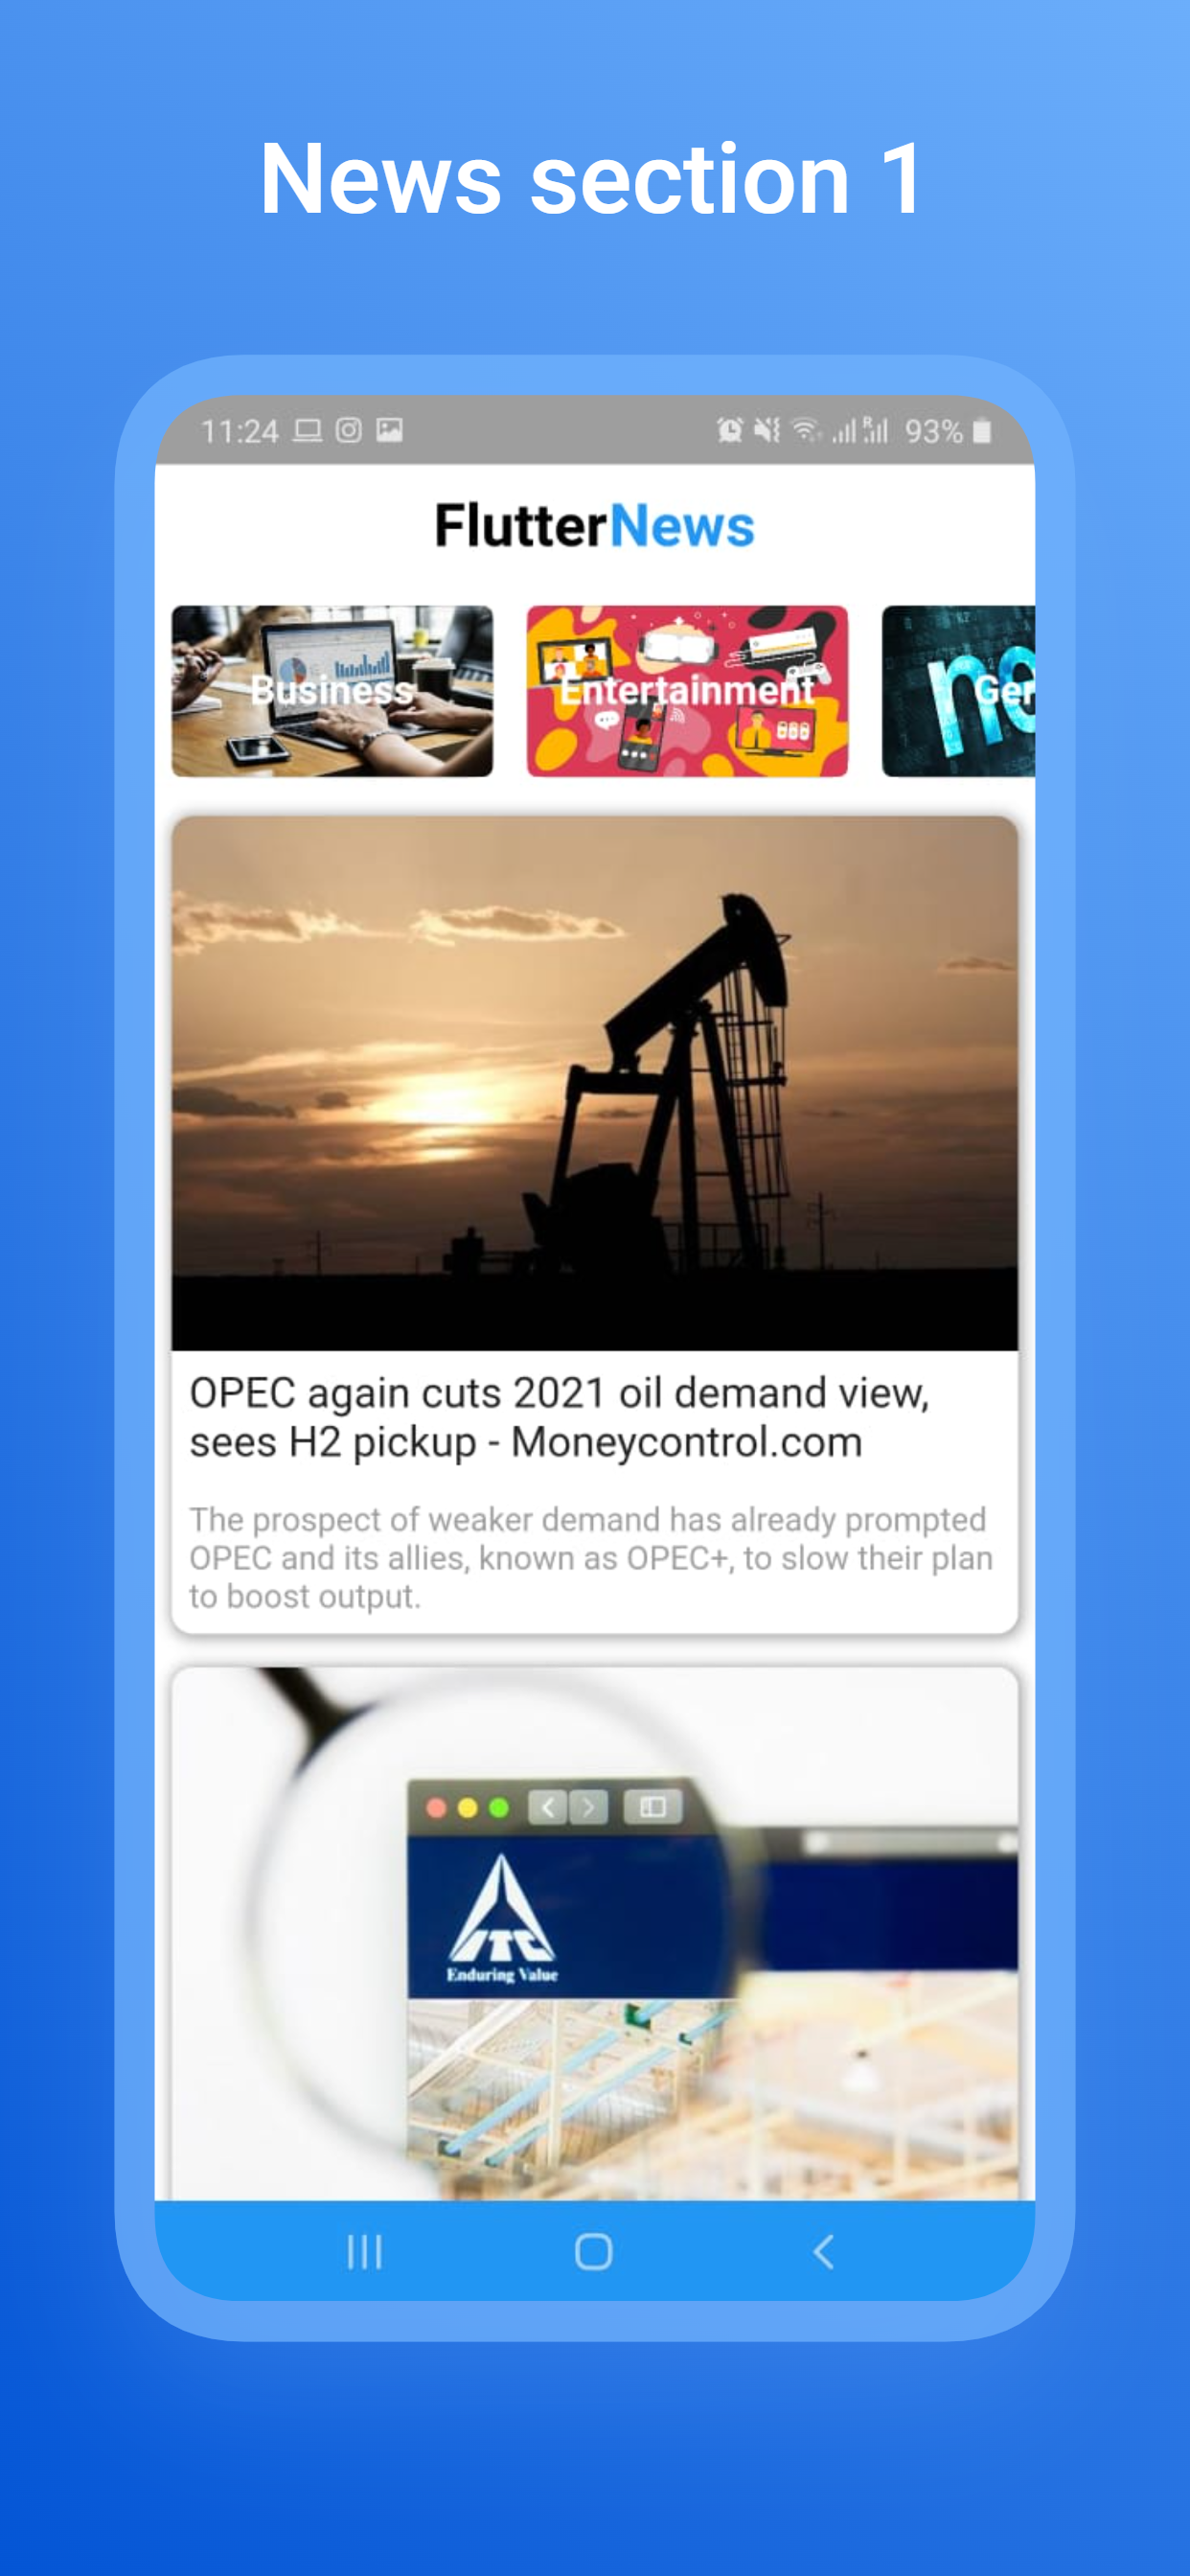 News section 1
11:24
93%
FlutterNews
Business
Entertainment
Ger
OPEC again cuts 2021 oil demand view,
sees H2 pickup - Moneycontrol.com
The prospect of weaker demand has already prompted
OPEC and its allies, known as OPEC+, to slow their plan
to boost output.
ITC
Enduring Value